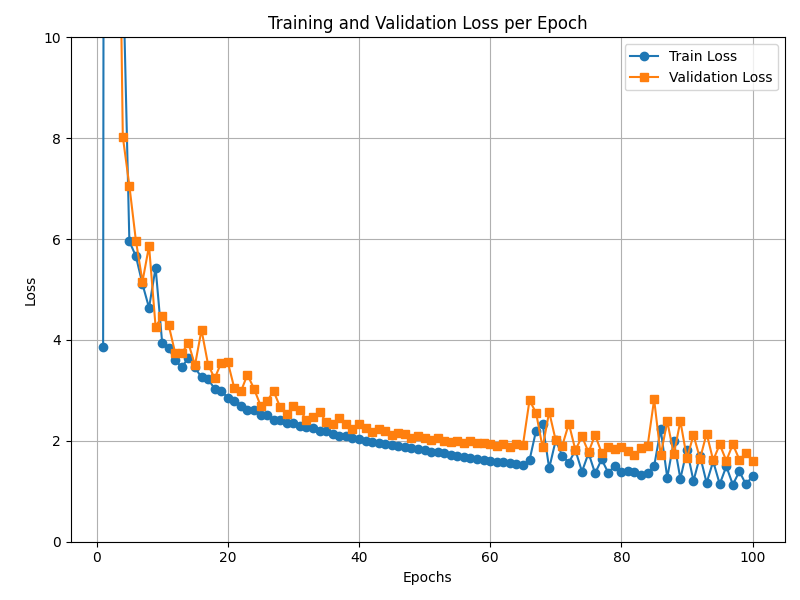 Training and Validation Loss per Epoch
Train Loss
Validation Loss
10
8
6
4
2
0
Loss
0 20 40 60 80 100
Epochs